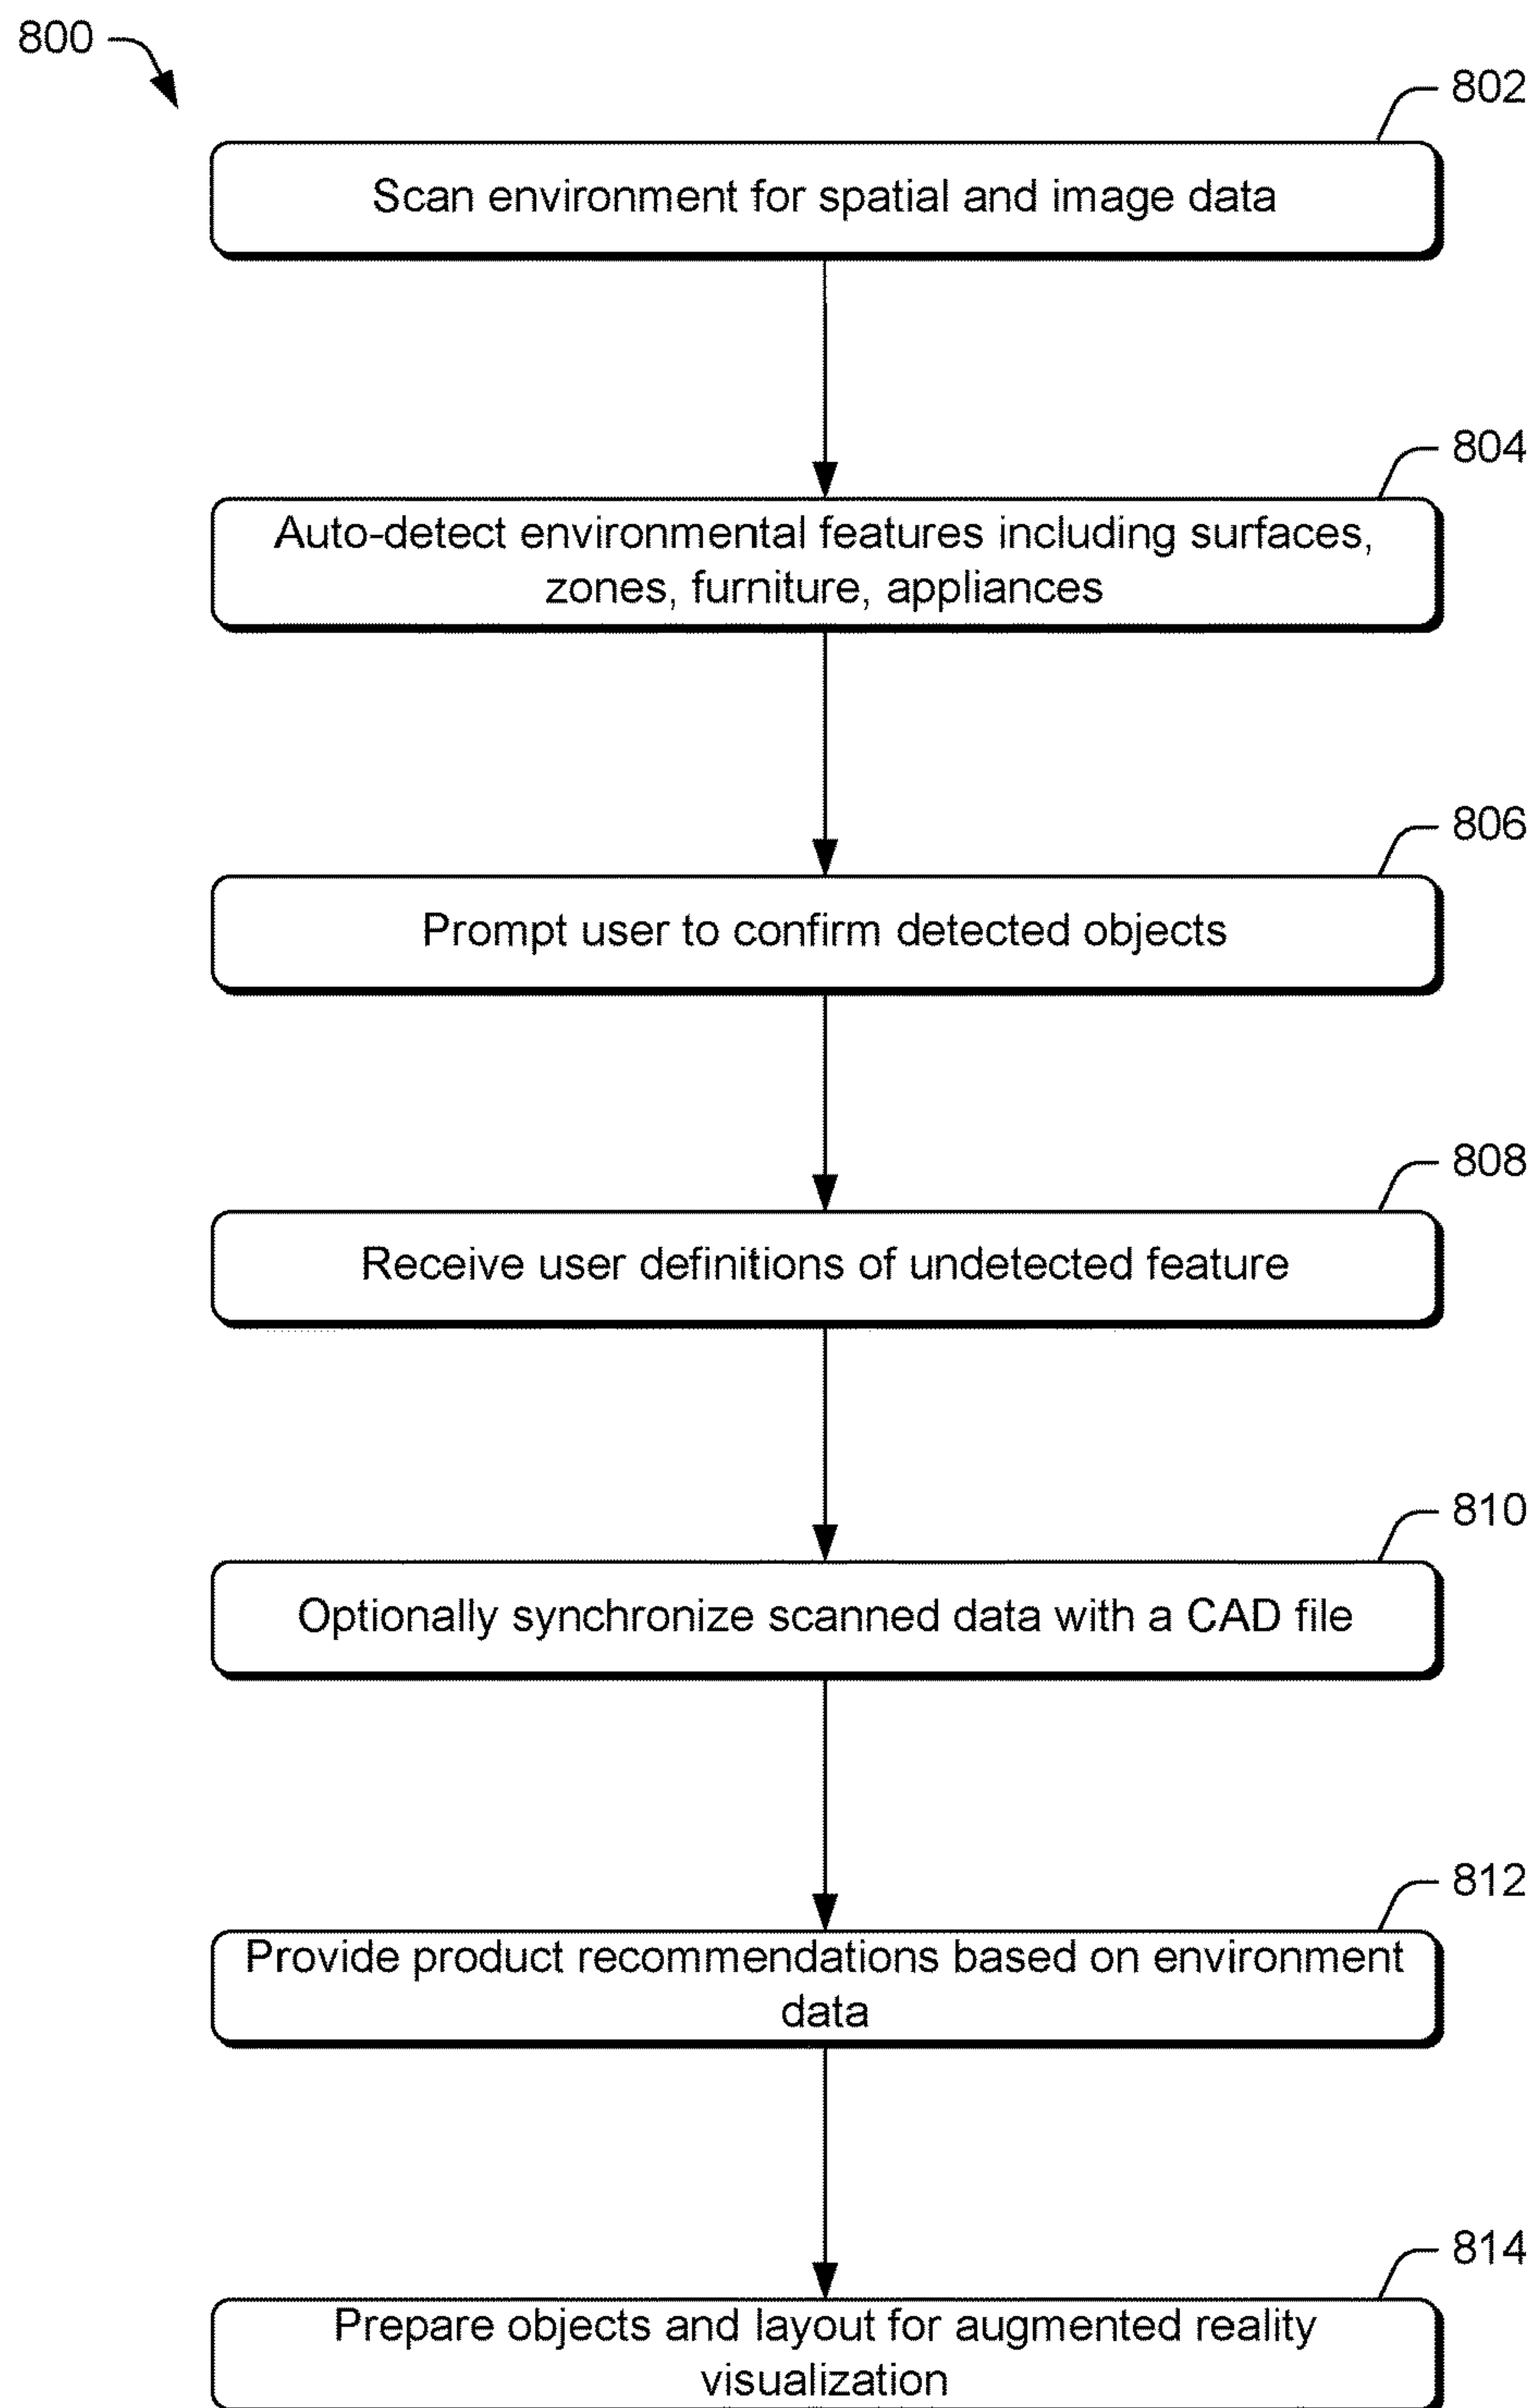 800
802
Scan environment for spatial and image data
804
Auto-detect environmental features including surfaces,
zones, furniture, appliances
806
Prompt user to confirm detected objects
808
Receive user definitions of undetected feature
810
Optionally synchronize scanned data with a CAD file
812
Provide product recommendations based on environment
data
814
Prepare objects and layout for augmented reality
visualization